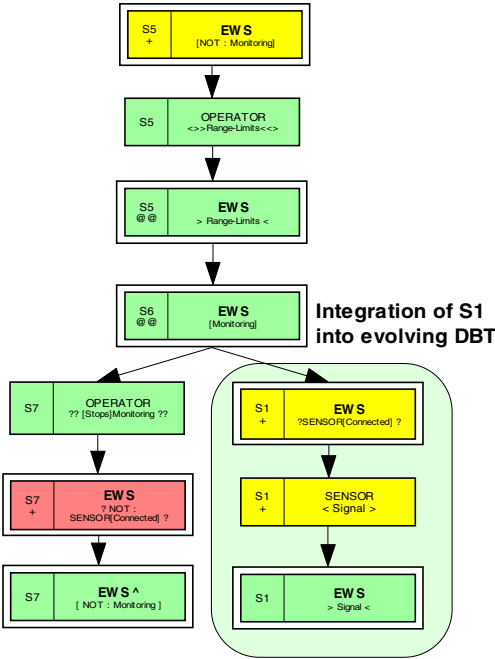 S5
+
EWS
[NOT : Monitoring]
S5
OPERATOR
<>>Range-Limits<<>
S5
@@
EWS
> Range-Limits <
S6
@@
EWS
[Monitoring]
Integration of S1
into evolving DBT
S7
OPERATOR
?? [Stops]Monitoring ??
S1
+
EWS
?SENSOR[Connected] ?
S7
+
EWS
? NOT :
SENSOR[Connected] ?
S1
+
SENSOR
< Signal >
S7
EWS ^
[ NOT : Monitoring ]
S1
EWS
> Signal <